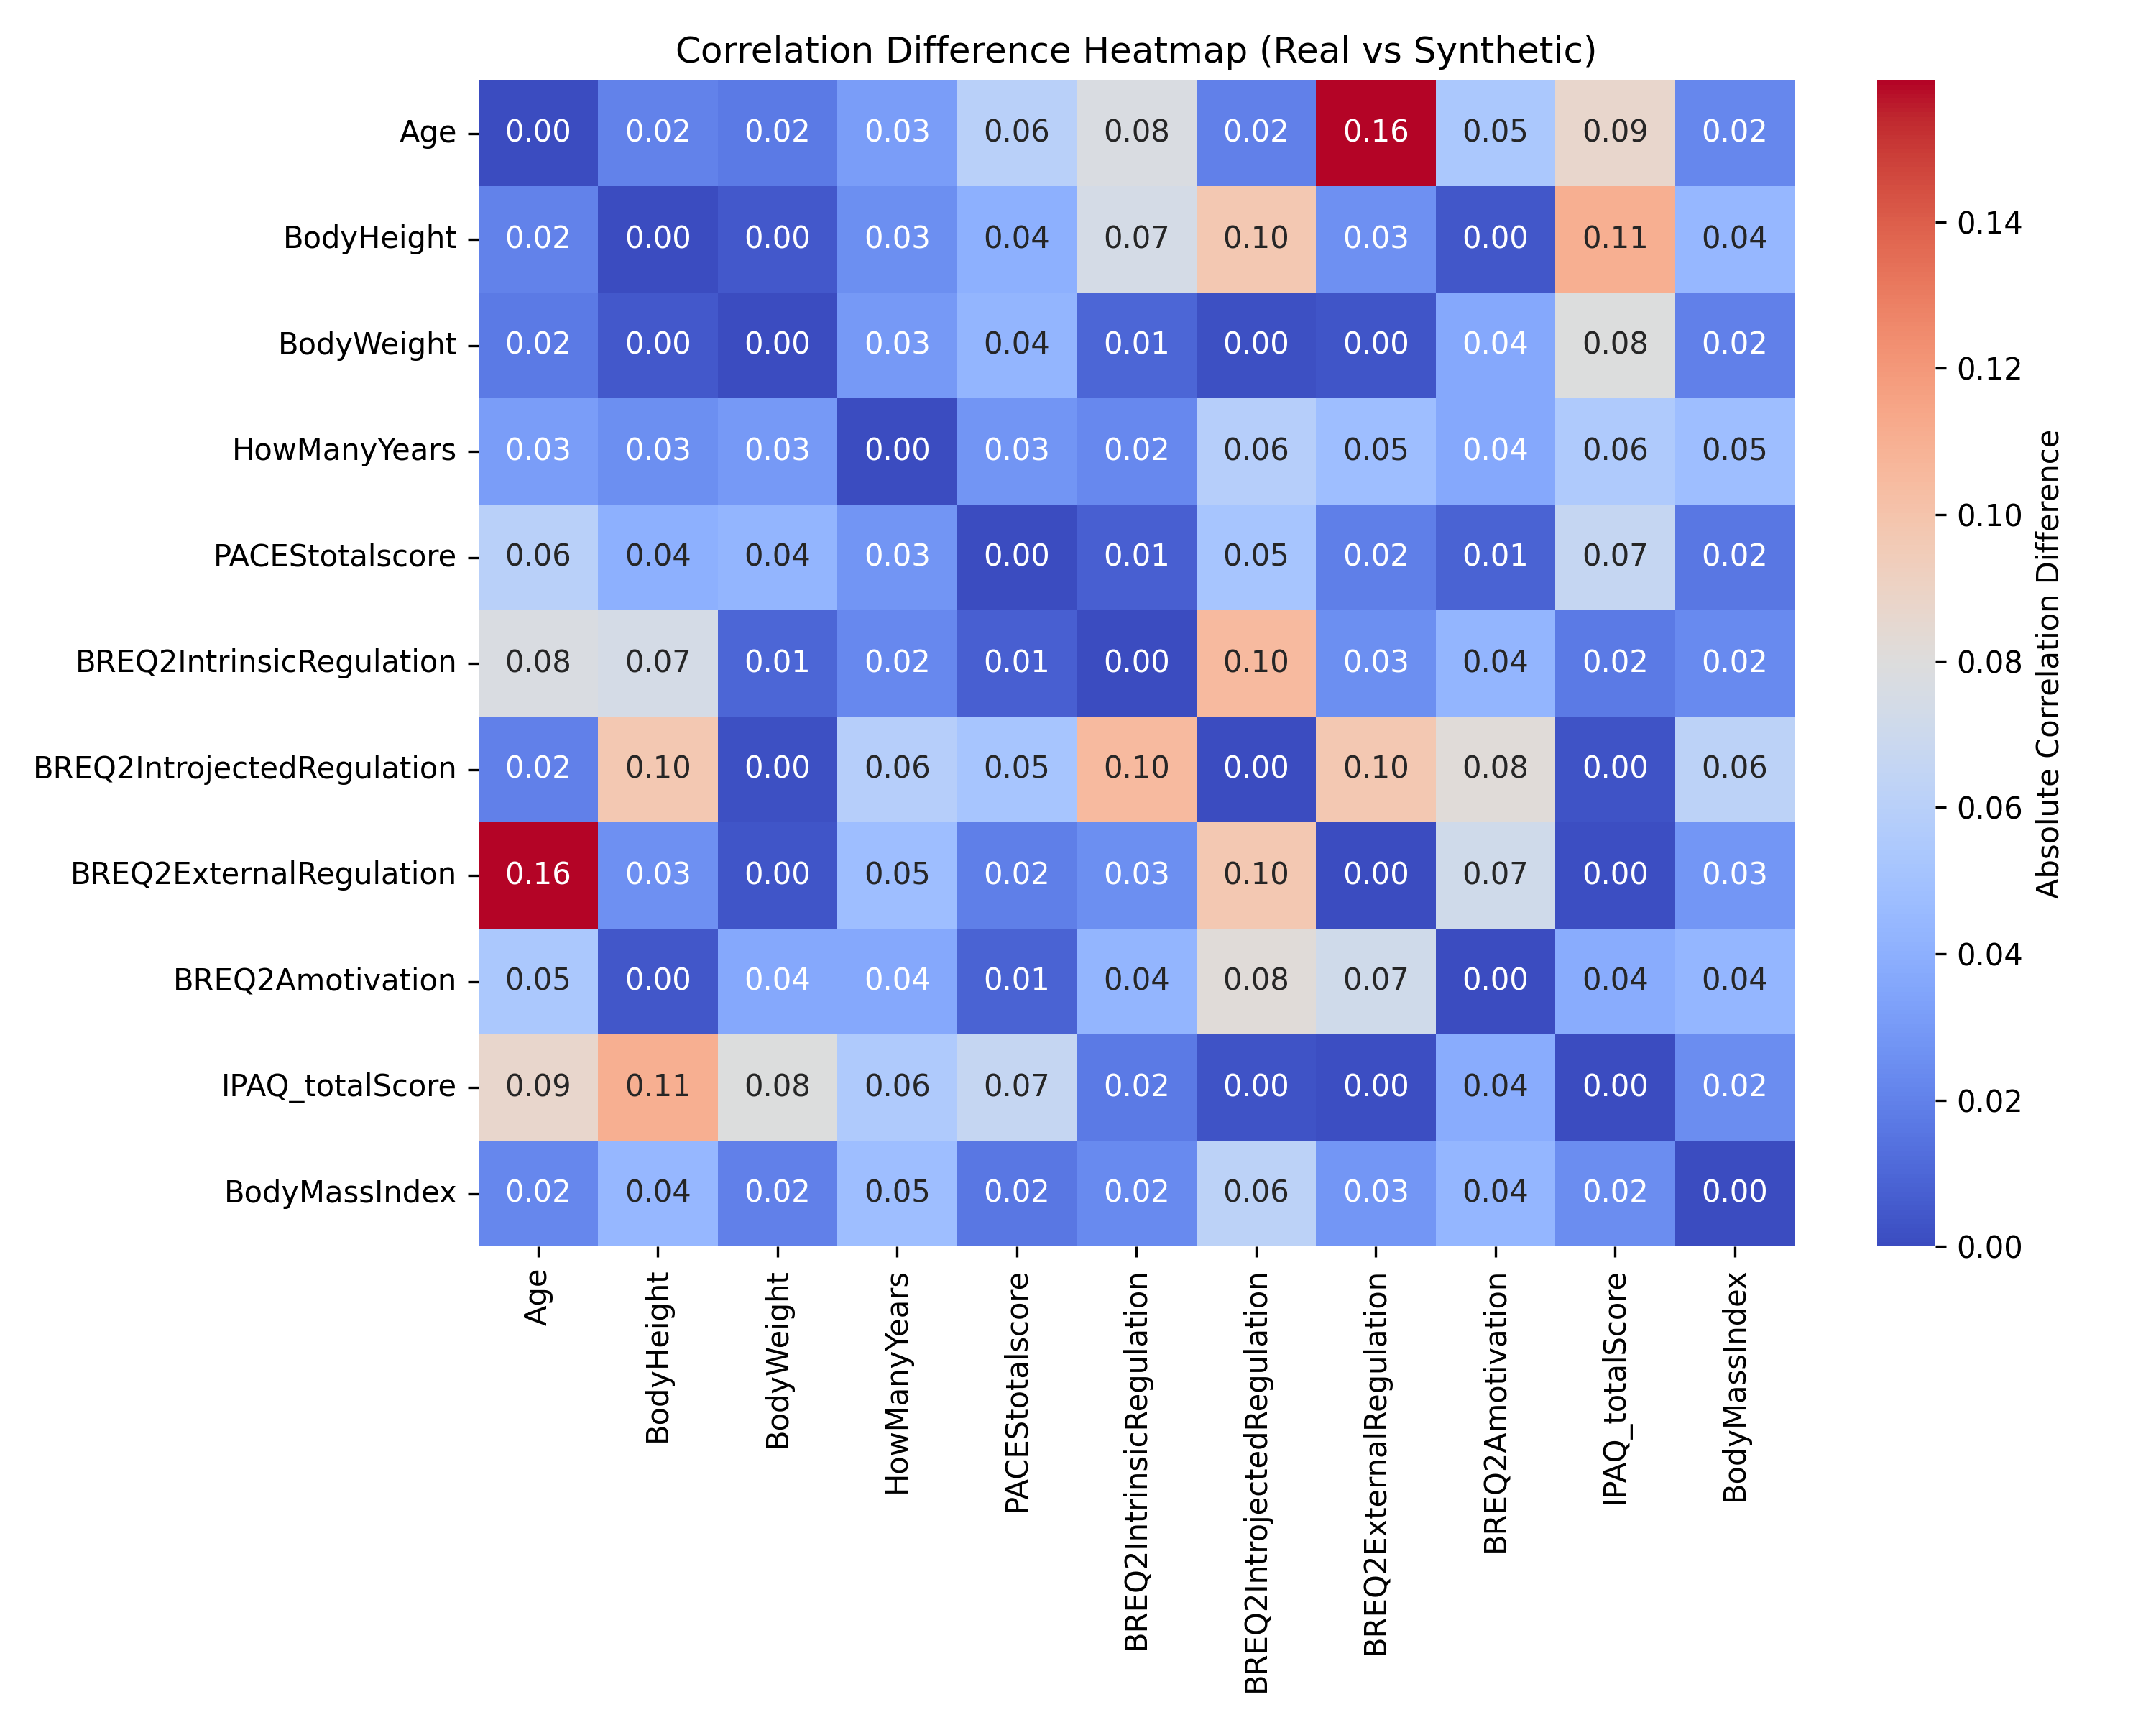 Correlation Difference Heatmap (Real vs Synthetic)
Age 0.00 0.02 0.02 0.03 0.06 0.08 0.02 0.16 0.05 0.09 0.02
BodyHeight 0.02 0.00 0.00 0.03 0.04 0.07 0.10 0.03 0.00 0.11 0.04
BodyWeight 0.02 0.00 0.00 0.03 0.04 0.01 0.00 0.00 0.04 0.08 0.02
HowManyYears 0.03 0.03 0.03 0.00 0.03 0.02 0.06 0.05 0.04 0.06 0.05
PACEStotalscore 0.06 0.04 0.04 0.03 0.00 0.01 0.05 0.02 0.01 0.07 0.02
BREQ2IntrinsicRegulation 0.08 0.07 0.01 0.02 0.01 0.00 0.10 0.03 0.04 0.02 0.02
BREQ2IntrojectedRegulation 0.02 0.10 0.00 0.06 0.05 0.10 0.00 0.10 0.08 0.00 0.06
BREQ2ExternalRegulation 0.16 0.03 0.00 0.05 0.02 0.03 0.10 0.00 0.07 0.00 0.03
BREQ2Amotivation 0.05 0.00 0.04 0.04 0.01 0.04 0.08 0.07 0.00 0.04 0.04
IPAQ_totalScore 0.09 0.11 0.08 0.06 0.07 0.02 0.00 0.00 0.04 0.00 0.02
BodyMassIndex 0.02 0.04 0.02 0.05 0.02 0.02 0.06 0.03 0.04 0.02 0.00
Age
BodyHeight
BodyWeight
HowManyYears
PACEStotalscore
BREQ2IntrinsicRegulation
BREQ2IntrojectedRegulation
BREQ2ExternalRegulation
BREQ2Amotivation
IPAQ_totalScore
BodyMassIndex
0.14
0.12
0.10
0.08
0.06
0.04
0.02
0.00
Absolute Correlation Difference